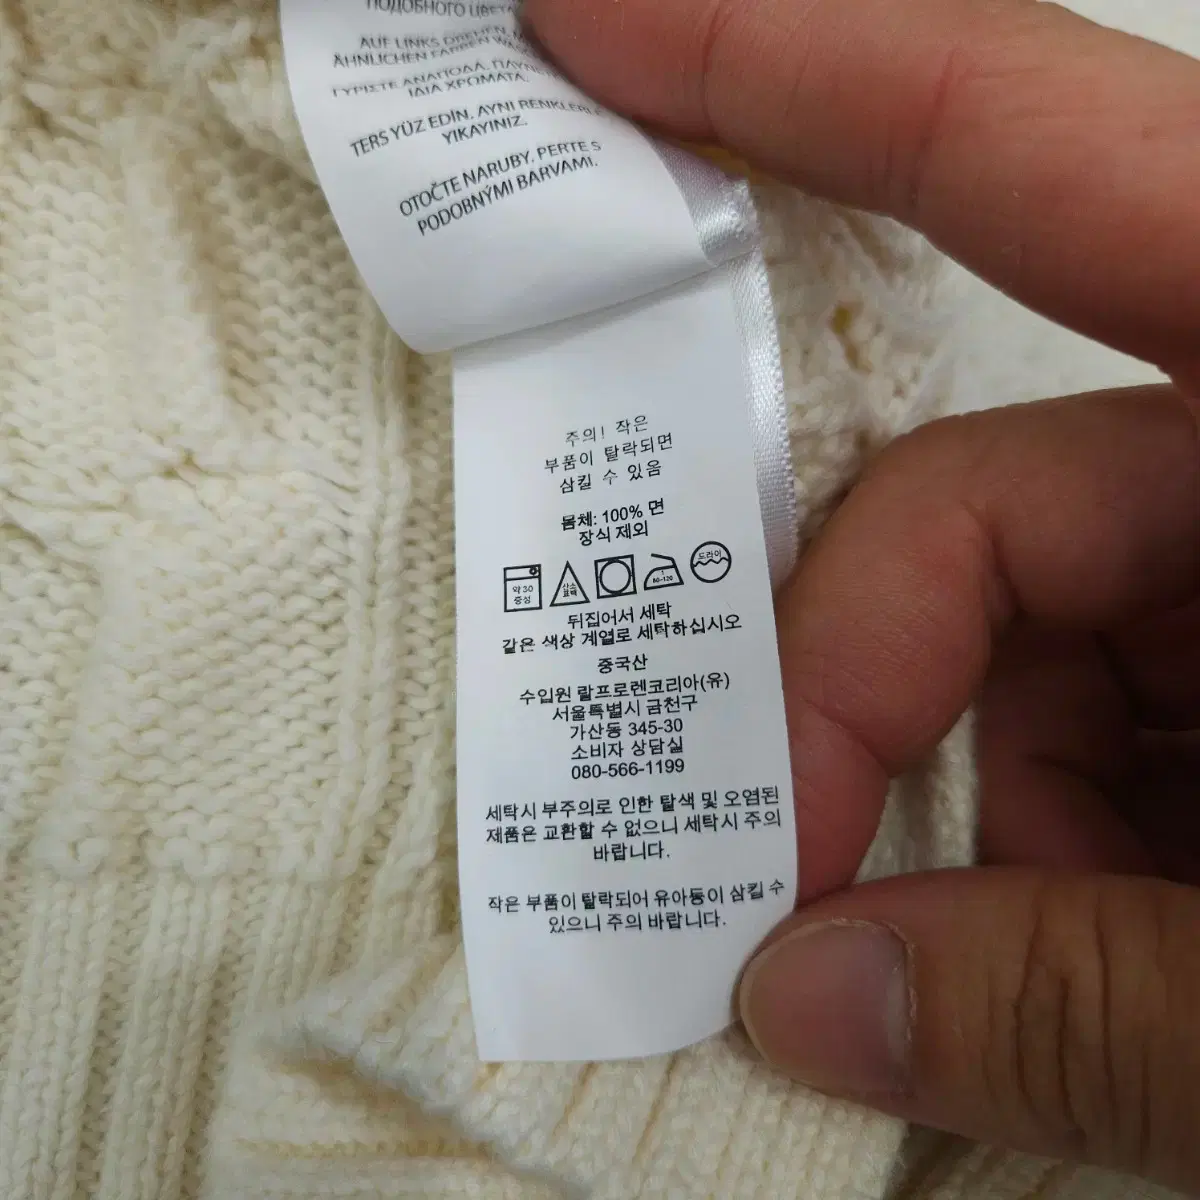 ПОДОБНОГО ЦВЕТА
AUF LINKS DREHEN.
ÄHNLICHEN FARBEN
ΓΥΡΙΣΤΕ ΑΝΑΠΟΔΑ.
ΙΔΙΑ ΧΡΩΜΑΤΑ.
TERS YÜZ EDİN. AYNI
YIKAYINIZ.
OTOČTE NARUBY. PERTE S
PODOBNÝMI BARVAMI.
주의! 작은
부품이 탈락되면
삼킬 수 있음
몸체: 100% 면
장식 제외
약 30
중성
산소
표백
1
80-120
드라이
뒤집어서 세탁
같은 색상 계열로 세탁하십시오
중국산
수입원 랄프로렌코리아(유)
서울특별시 금천구
가산동 345-30
소비자 상담실
080-566-1199
세탁시 부주의로 인한 탈색 및 오염된
제품은 교환할 수 없으니 세탁시 주의
바랍니다.
작은 부품이 탈락되어 유아동이 삼킬 수
있으니 주의 바랍니다.